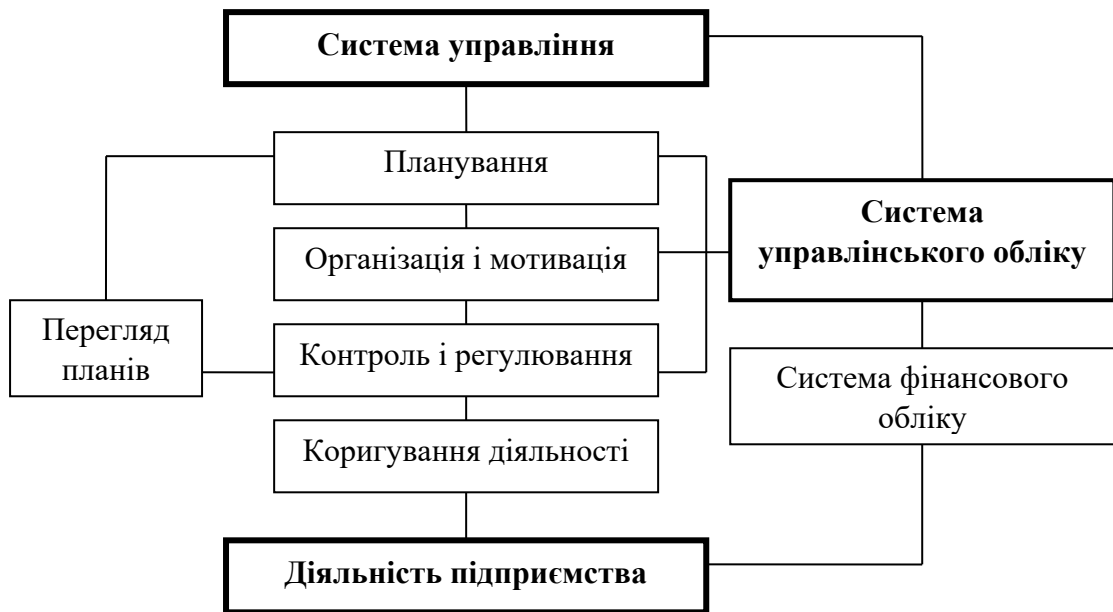 Система управління
Планування
Система
управлінського обліку
Організація і мотивація
Перегляд
планів
Контроль і регулювання
Система фінансового
обліку
Коригування діяльності
Діяльність підприємства